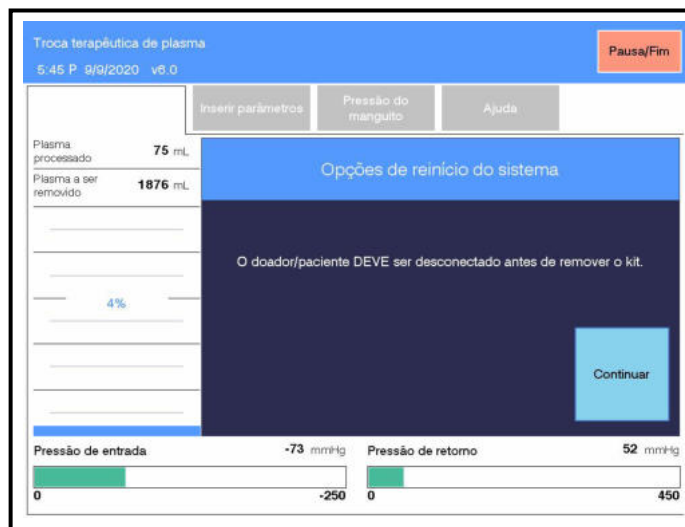 Troca terapêutica de plasma
5:45 P 9/9/2020 v6.0
Pausa/Fim
Inserir parâmetros
Pressão do
manguito
Ajuda
Plasma
processado
75 mL
Plasma a ser
removido
1876 mL
Opções de reinício do sistema
O doador/paciente DEVE ser desconectado antes de remover o kit.
4%
Continuar
Pressão de entrada -73 mmHg
0 -250
Pressão de retorno 52 mmHg
0 450